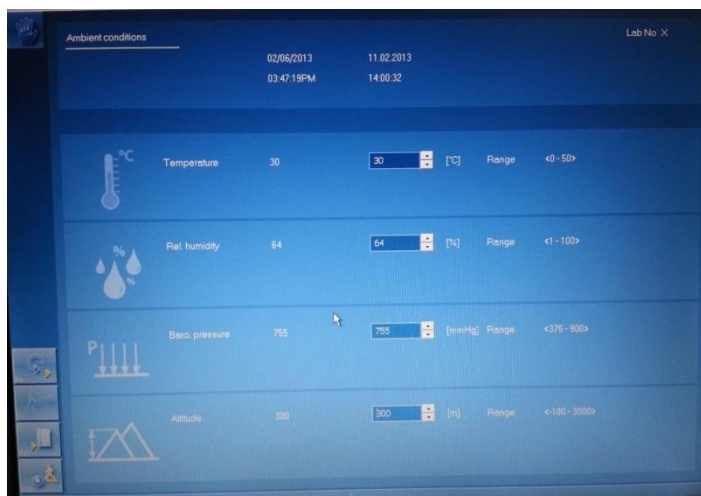 Ambient conditions
Lab No X
02/06/2013 11.02.2013
03:47:19PM 14:00:32
°C Temperature 30 30 [°C] Range <0 - 50>
% % Rel. humidity 64 64 [%] Range <1 - 100>
P Baro. pressure 755 755 [mmHg] Range <375 - 900>
Altitude 300 300 [m] Range <-100 - 3000>